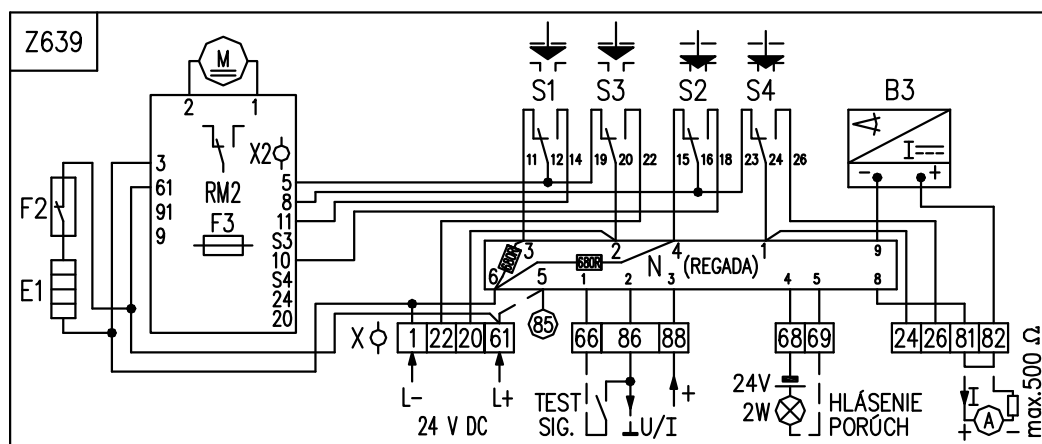 Z639
M
S1 S3 S2 S4 B3
2 1
X2
RM2
F3
3
61
91
9
5
8
11
S3
10
S4
24
20
F2
E1
11 12 14 19 20 22 15 16 18 23 24 26
I
- +
3 2 4 1 9
680R 680R
N (REGADA)
6 5 1 2 3 4 5 8
85
X 1 22 20 61 66 86 88 68 69 24 26 81 82
L- L+
24 V DC
TEST
SIG.
U/I
+
24V
2W
HLÁSENIE
PORÚCH
I
+ A -
max.500 Ω